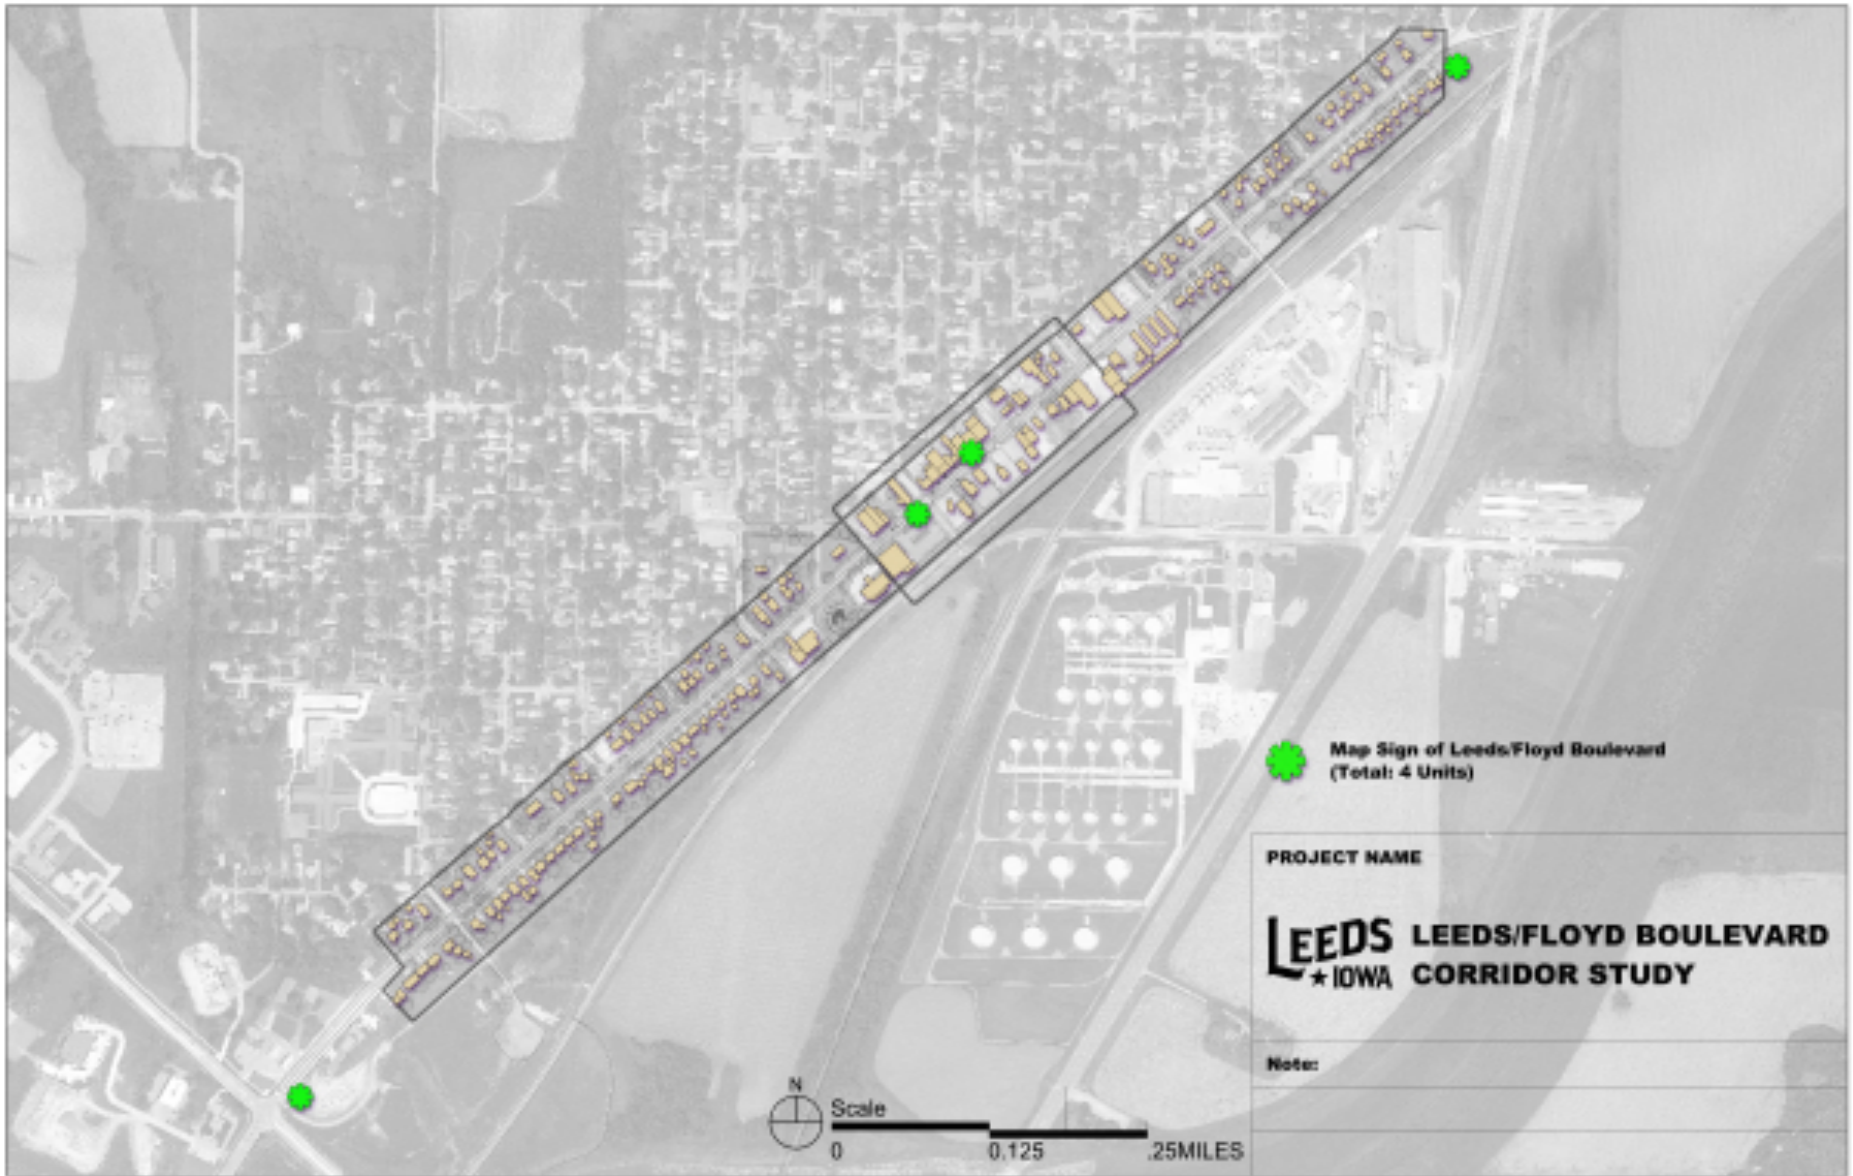 Map Sign of Leeds/Floyd Boulevard
(Total: 4 Units)
PROJECT NAME
LEEDS
★ IOWA
LEEDS/FLOYD BOULEVARD
CORRIDOR STUDY
Note:
N
Scale
0 0.125 .25MILES